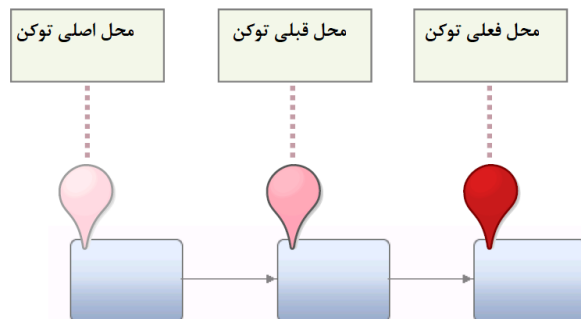 محل فعلی توکن
محل قبلی توکن
محل اصلی توکن